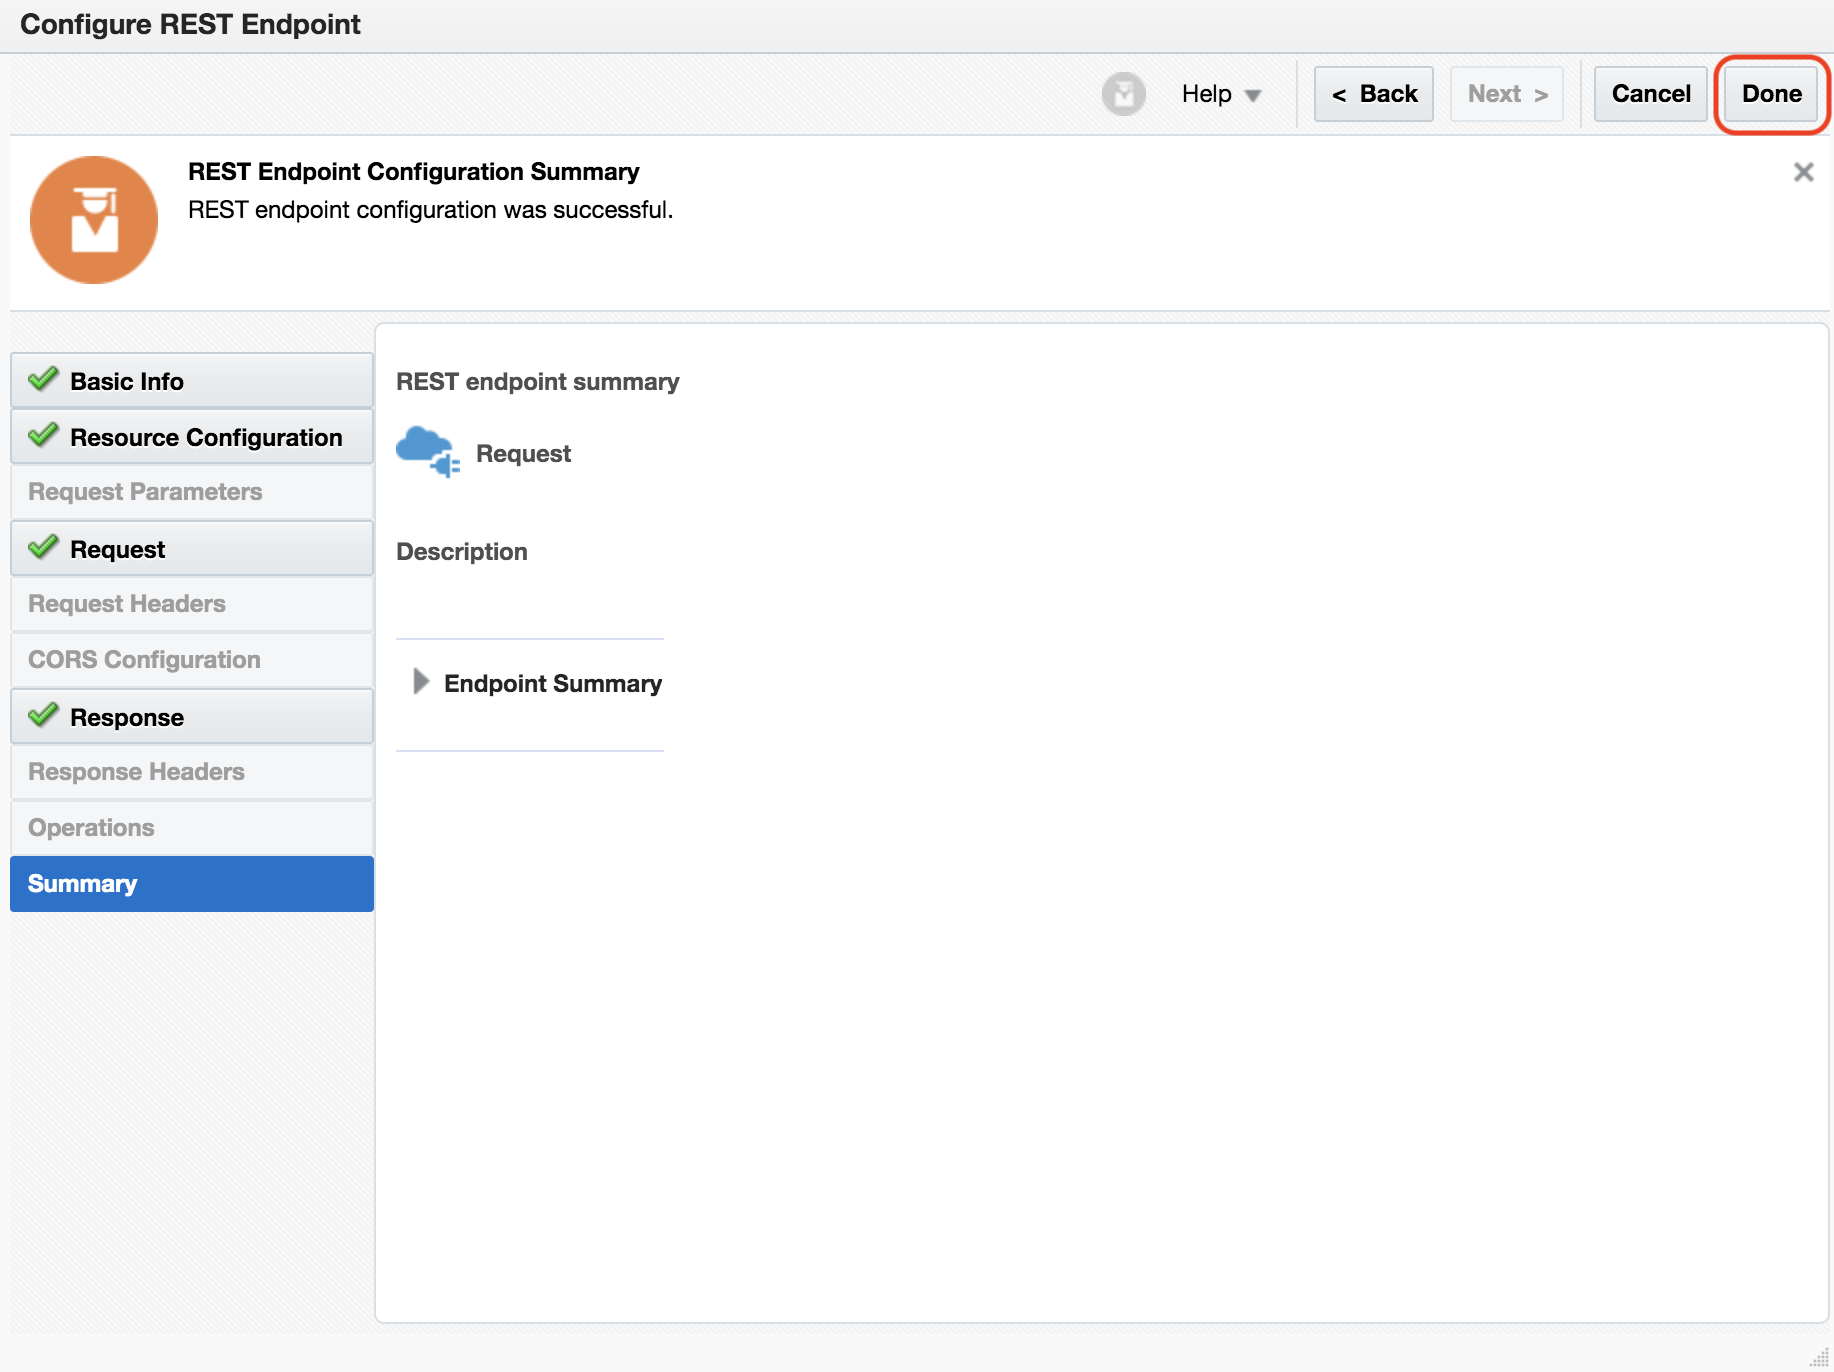 Configure REST Endpoint
Help
< Back
Next >
Cancel
Done
REST Endpoint Configuration Summary
REST endpoint configuration was successful.
Basic Info
Resource Configuration
Request Parameters
Request
Request Headers
CORS Configuration
Response
Response Headers
Operations
Summary
REST endpoint summary
Request
Description
Endpoint Summary